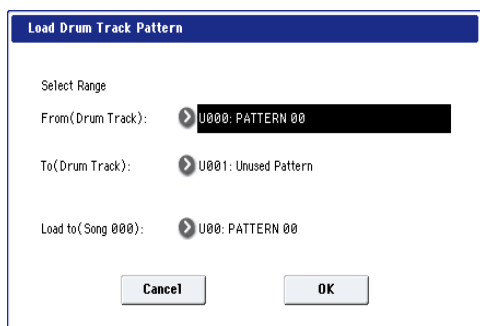 Load Drum Track Pattern
Select Range
From(Drum Track): U000: PATTERN 00
To(Drum Track): U001: Unused Pattern
Load to(Song 000): U00: PATTERN 00
Cancel OK